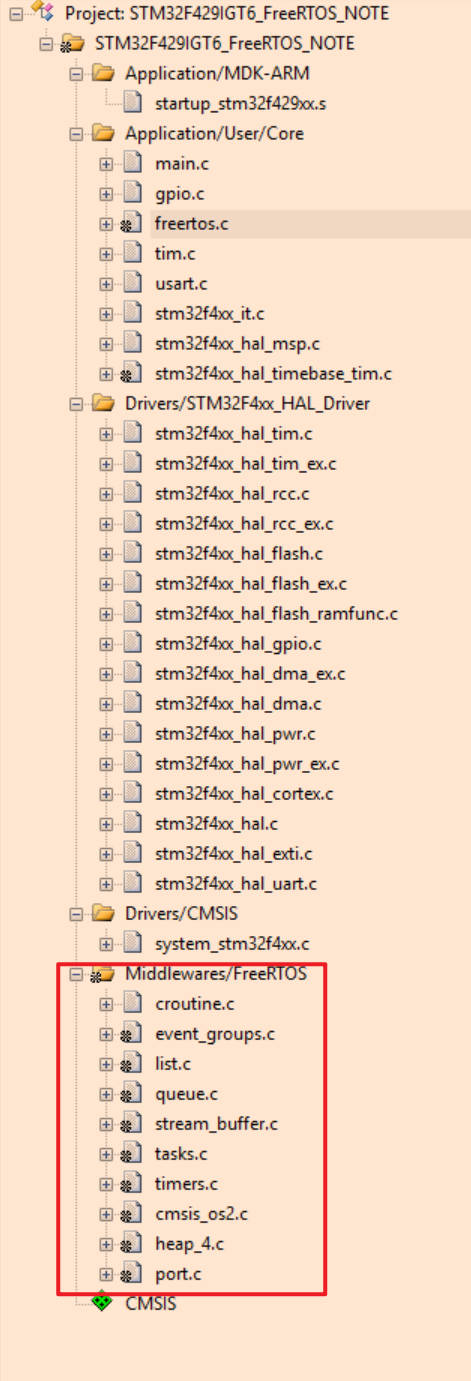 Project: STM32F429IGT6_FreeRTOS_NOTE
STM32F429IGT6_FreeRTOS_NOTE
Application/MDK-ARM
startup_stm32f429xx.s
Application/User/Core
main.c
gpio.c
freertos.c
tim.c
usart.c
stm32f4xx_it.c
stm32f4xx_hal_msp.c
stm32f4xx_hal_timebase_tim.c
Drivers/STM32F4xx_HAL_Driver
stm32f4xx_hal_tim.c
stm32f4xx_hal_tim_ex.c
stm32f4xx_hal_rcc.c
stm32f4xx_hal_rcc_ex.c
stm32f4xx_hal_flash.c
stm32f4xx_hal_flash_ex.c
stm32f4xx_hal_flash_ramfunc.c
stm32f4xx_hal_gpio.c
stm32f4xx_hal_dma_ex.c
stm32f4xx_hal_dma.c
stm32f4xx_hal_pwr.c
stm32f4xx_hal_pwr_ex.c
stm32f4xx_hal_cortex.c
stm32f4xx_hal.c
stm32f4xx_hal_exti.c
stm32f4xx_hal_uart.c
Drivers/CMSIS
system_stm32f4xx.c
Middlewares/FreeRTOS
croutine.c
event_groups.c
list.c
queue.c
stream_buffer.c
tasks.c
timers.c
cmsis_os2.c
heap_4.c
port.c
CMSIS